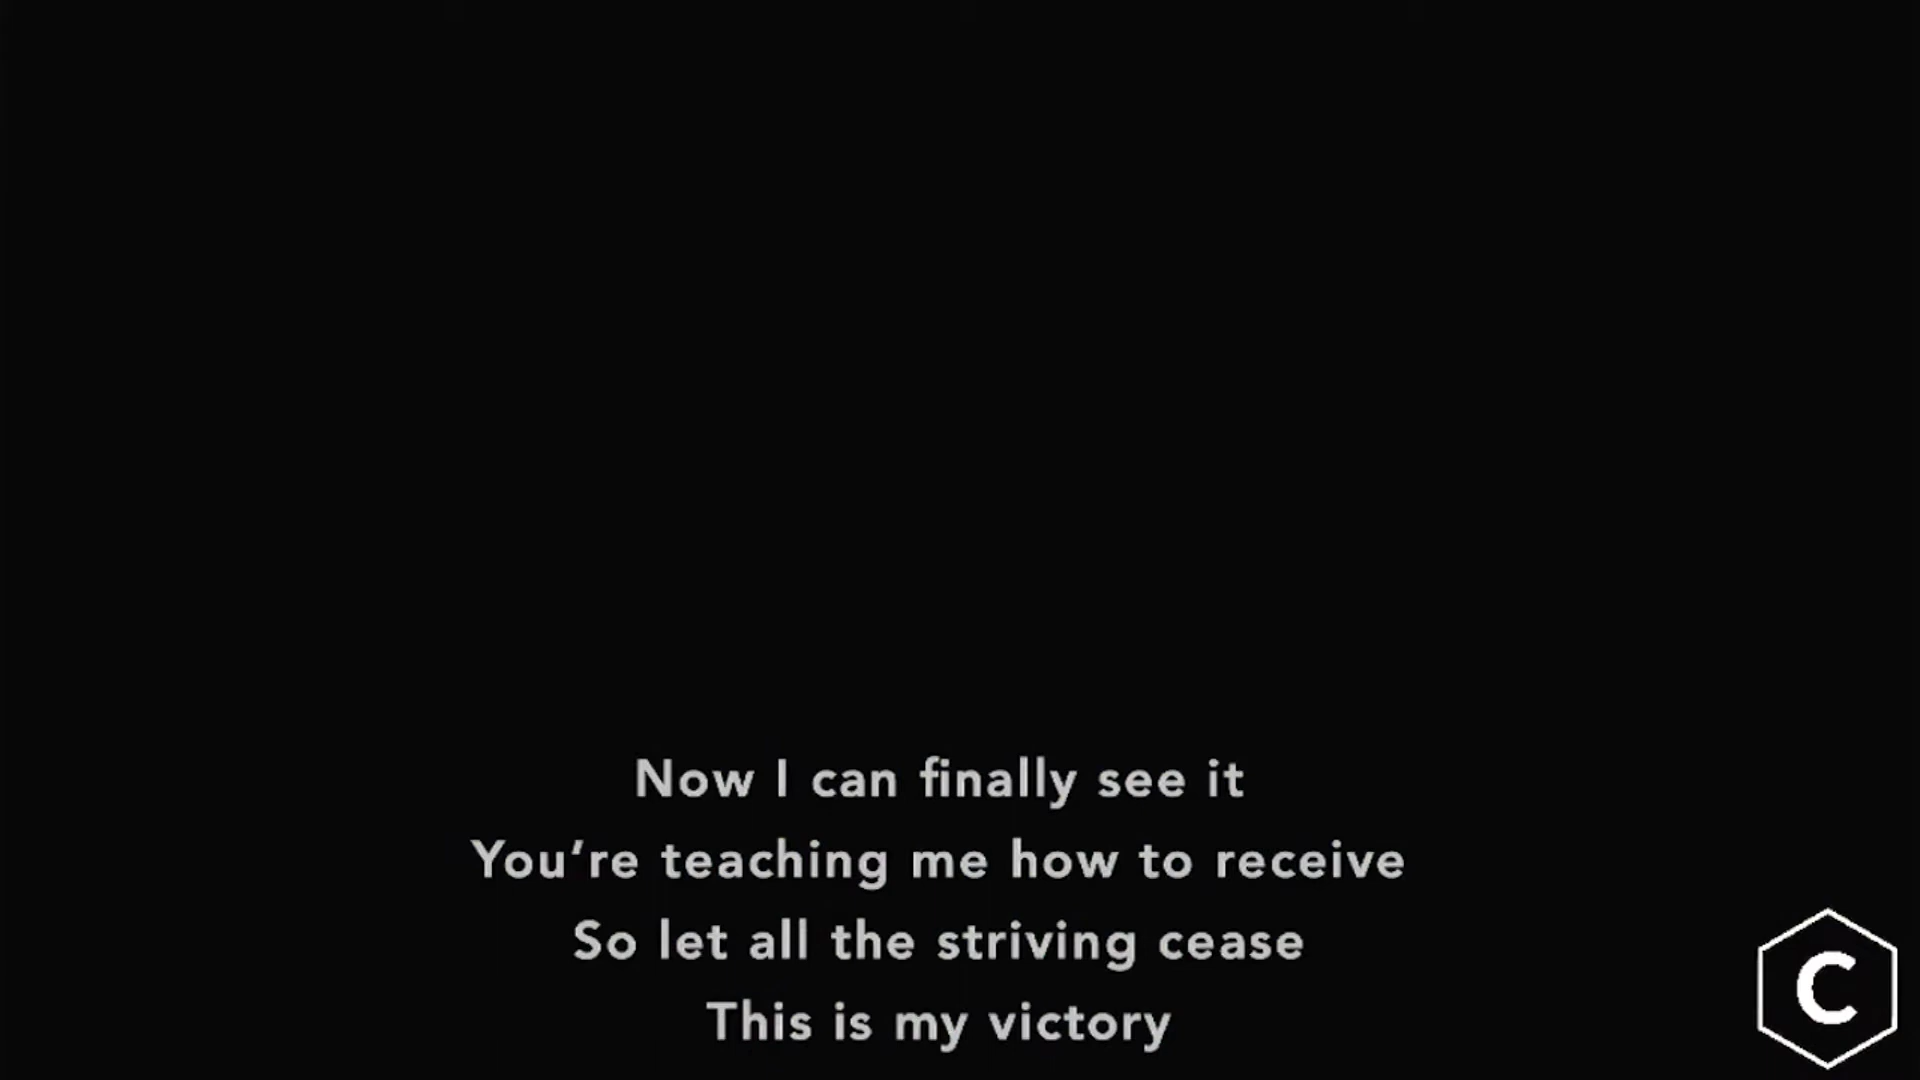 Now I can finally see it
You’re teaching me how to receive
So let all the striving cease
This is my victory
C